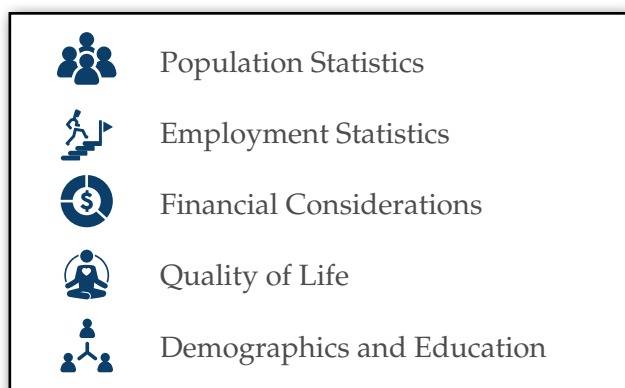 Population Statistics
Employment Statistics
$ Financial Considerations
Quality of Life
Demographics and Education